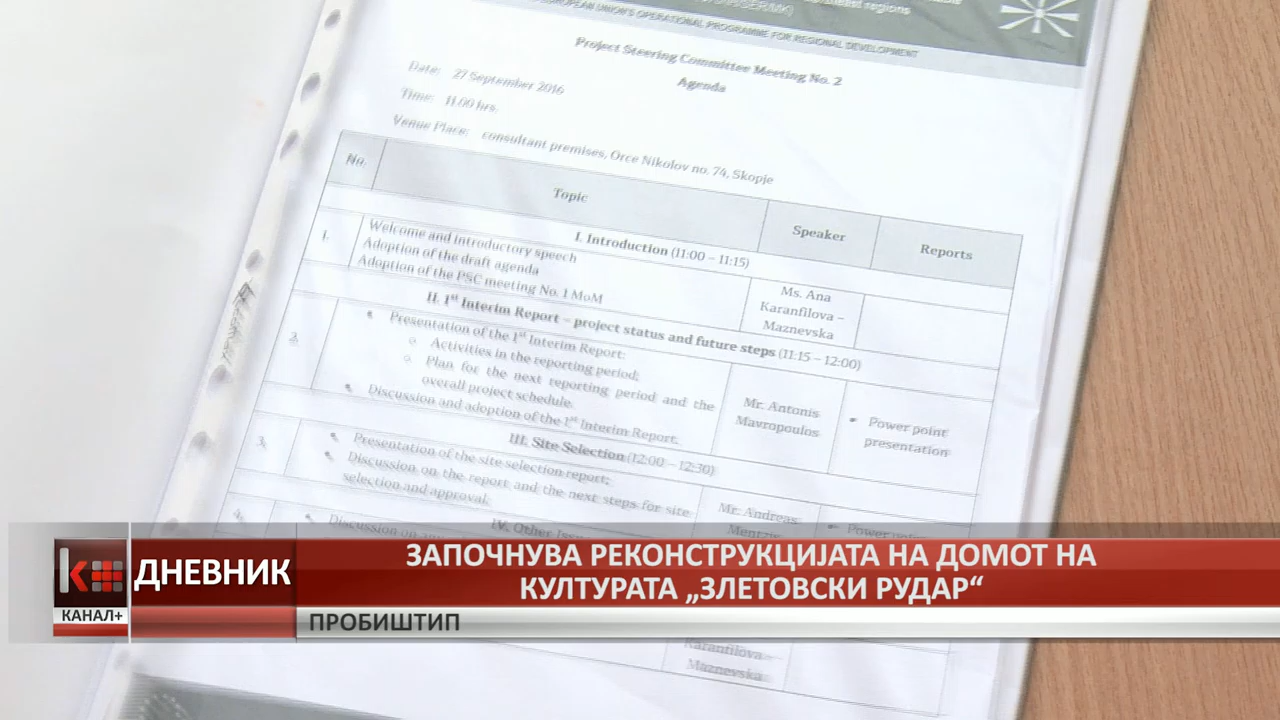 regions
EUROPEAN UNION'S OPERATIONAL PROGRAMME FOR REGIONAL DEVELOPMENT
Project Steering Committee Meeting No. 2
Agenda
Date: 27 September 2016
Time: 11:00 hrs.
Venue Place: consultant premises, Orce Nikolov no. 74, Skopje
No. Topic Speaker Reports
I. Introduction (11:00 – 11:15)
1. Welcome and introductory speech
Adoption of the draft agenda
Adoption of the PSC meeting No. 1 MoM
Ms. Ana
Karanfilova –
Maznevska
II. 1st Interim Report – project status and future steps (11:15 – 12:00)
2. • Presentation of the 1st Interim Report:
o Activities in the reporting period;
o Plan for the next reporting period and the
overall project schedule.
• Discussion and adoption of the 1st Interim Report.
Mr. Antonis
Mavropoulos
• Power point
presentation
III. Site Selection (12:00 – 12:30)
3. • Presentation of the site selection report;
• Discussion on the report and the next steps for site
selection and approval.
Mr. Andreas
• Power
IV. Other
4. • Discussion on
Karanfilova –
Maznevska
ДНЕВНИК
КАНАЛ+
ЗАПОЧНУВА РЕКОНСТРУКЦИЈАТА НА ДОМОТ НА
КУЛТУРАТА „ЗЛЕТОВСКИ РУДАР“
ПРОБИШТИП